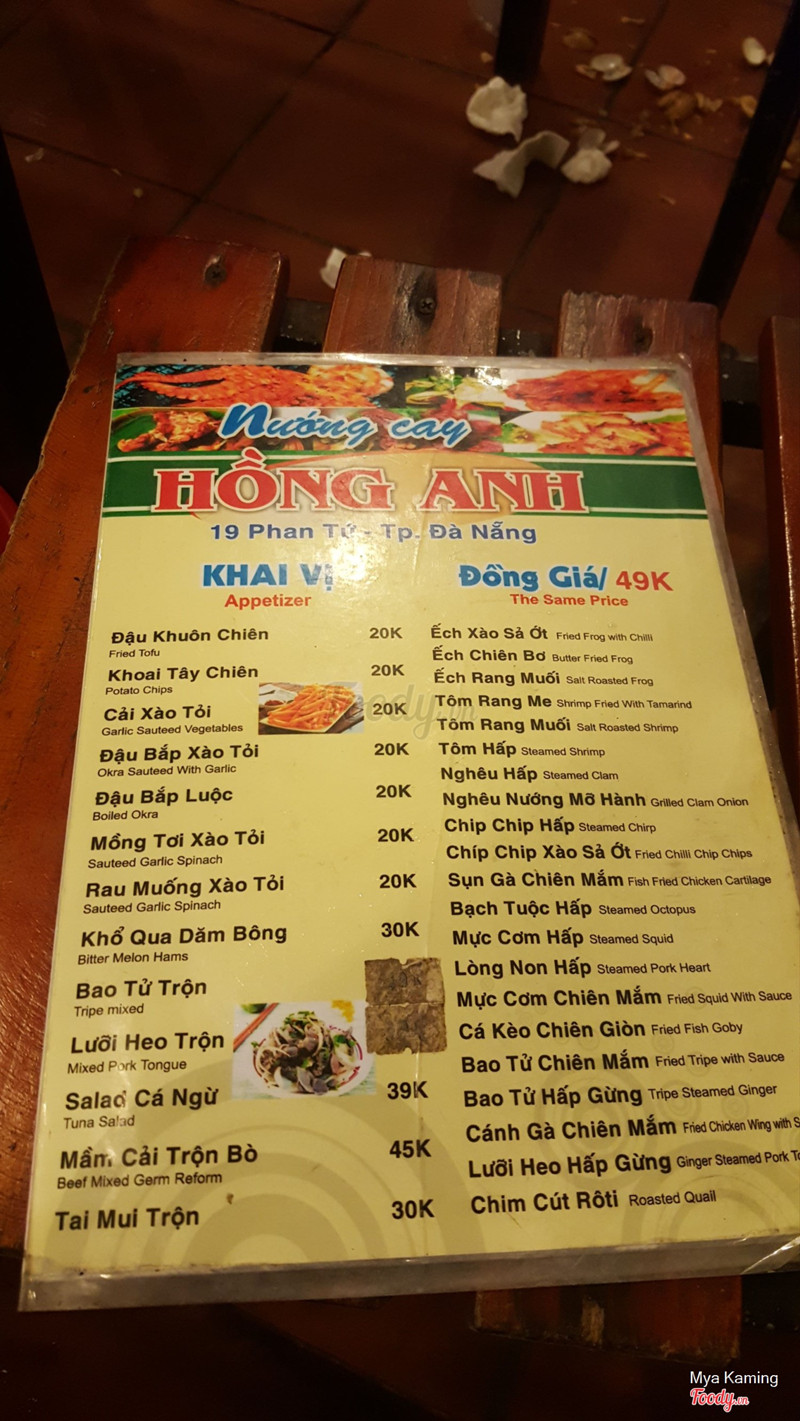 Nướng cay
HỒNG ANH
19 Phan Tứ - Tp. Đà Nẵng
KHAI VỊ
Appetizer
Đậu Khuôn Chiên 20K
Fried Tofu
Khoai Tây Chiên 20K
Potato Chips
Cải Xào Tỏi 20K
Garlic Sauteed Vegetables
Đậu Bắp Xào Tỏi 20K
Okra Sauteed With Garlic
Đậu Bắp Luộc 20K
Boiled Okra
Mồng Tơi Xào Tỏi 20K
Sauteed Garlic Spinach
Rau Muống Xào Tỏi 20K
Sauteed Garlic Spinach
Khổ Qua Dăm Bông 30K
Bitter Melon Hams
Bao Tử Trộn
Tripe mixed
Lưỡi Heo Trộn
Mixed Pork Tongue
Salad Cá Ngừ 39K
Tuna Salad
Mầm Cải Trộn Bò 45K
Beef Mixed Germ Reform
Tai Mui Trộn 30K
Đồng Giá/ 49K
The Same Price
Ếch Xào Sả Ớt Fried Frog with Chilli
Ếch Chiên Bơ Butter Fried Frog
Ếch Rang Muối Salt Roasted Frog
Tôm Rang Me Shrimp Fried With Tamarind
Tôm Rang Muối Salt Roasted Shrimp
Tôm Hấp Steamed Shrimp
Nghêu Hấp Steamed Clam
Nghêu Nướng Mỡ Hành Grilled Clam Onion
Chip Chip Hấp Steamed Chirp
Chíp Chip Xào Sả Ớt Fried Chilli Chip Chips
Sụn Gà Chiên Mắm Fish Fried Chicken Cartilage
Bạch Tuộc Hấp Steamed Octopus
Mực Cơm Hấp Steamed Squid
Lòng Non Hấp Steamed Pork Heart
Mực Cơm Chiên Mắm Fried Squid With Sauce
Cá Kèo Chiên Giòn Fried Fish Goby
Bao Tử Chiên Mắm Fried Tripe with Sauce
Bao Tử Hấp Gừng Tripe Steamed Ginger
Cánh Gà Chiên Mắm Fried Chicken Wing with
Lưỡi Heo Hấp Gừng Ginger Steamed Pork
Chim Cút Rôti Roasted Quail
Mya Kaming
Foody.vn